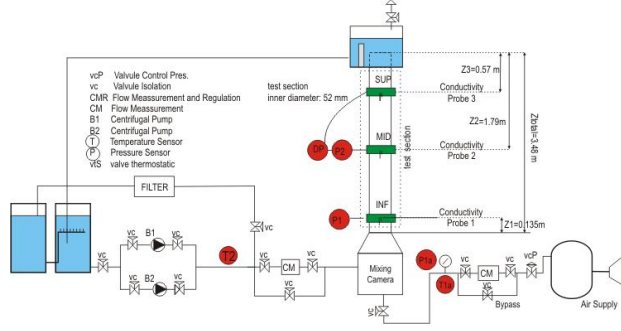 vcP Valvule Control Pres.
vc Valvule Isolation
CMR Flow Meassurement and Regulation
CM Flow Measurement
B1 Centrifugal Pump
B2 Centrifugal Pump
T Temperature Sensor
P Pressure Sensor
vtS valve thermostatic
test section
inner diameter: 52 mm
SUP
Conductivity
Probe 3
Z3=0.57 m
Z2=1.79m
Ztotal=3.48 m
DP
P2
MID
Conductivity
Probe 2
test section
INF
P1
Conductivity
Probe 1
Z1=0.135m
FILTER
vc
B1
vc
vc
vc
vc
B2
vc
T2
vc
vc
CM
vc
vc
Mixing
Camera
vc
P1a
T1a
vc
CM
vc
vcP
vc
Bypass
Air Supply